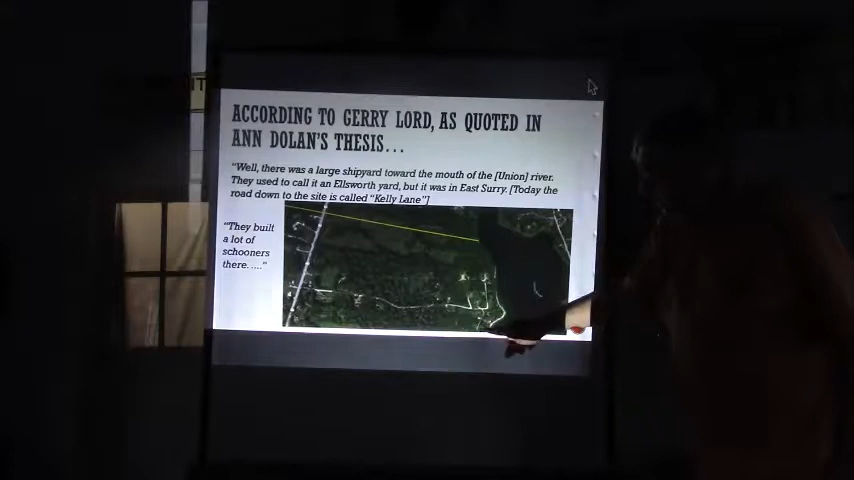 IT
ACCORDING TO GERRY LORD, AS QUOTED IN
ANN DOLAN'S THESIS...
"Well, there was a large shipyard toward the mouth of the [Union] river.
They used to call it an Ellsworth yard, but it was in East Surry. [Today the
road down to the site is called "Kelly Lane"]
"They built
a lot of
schooners
there. ...."